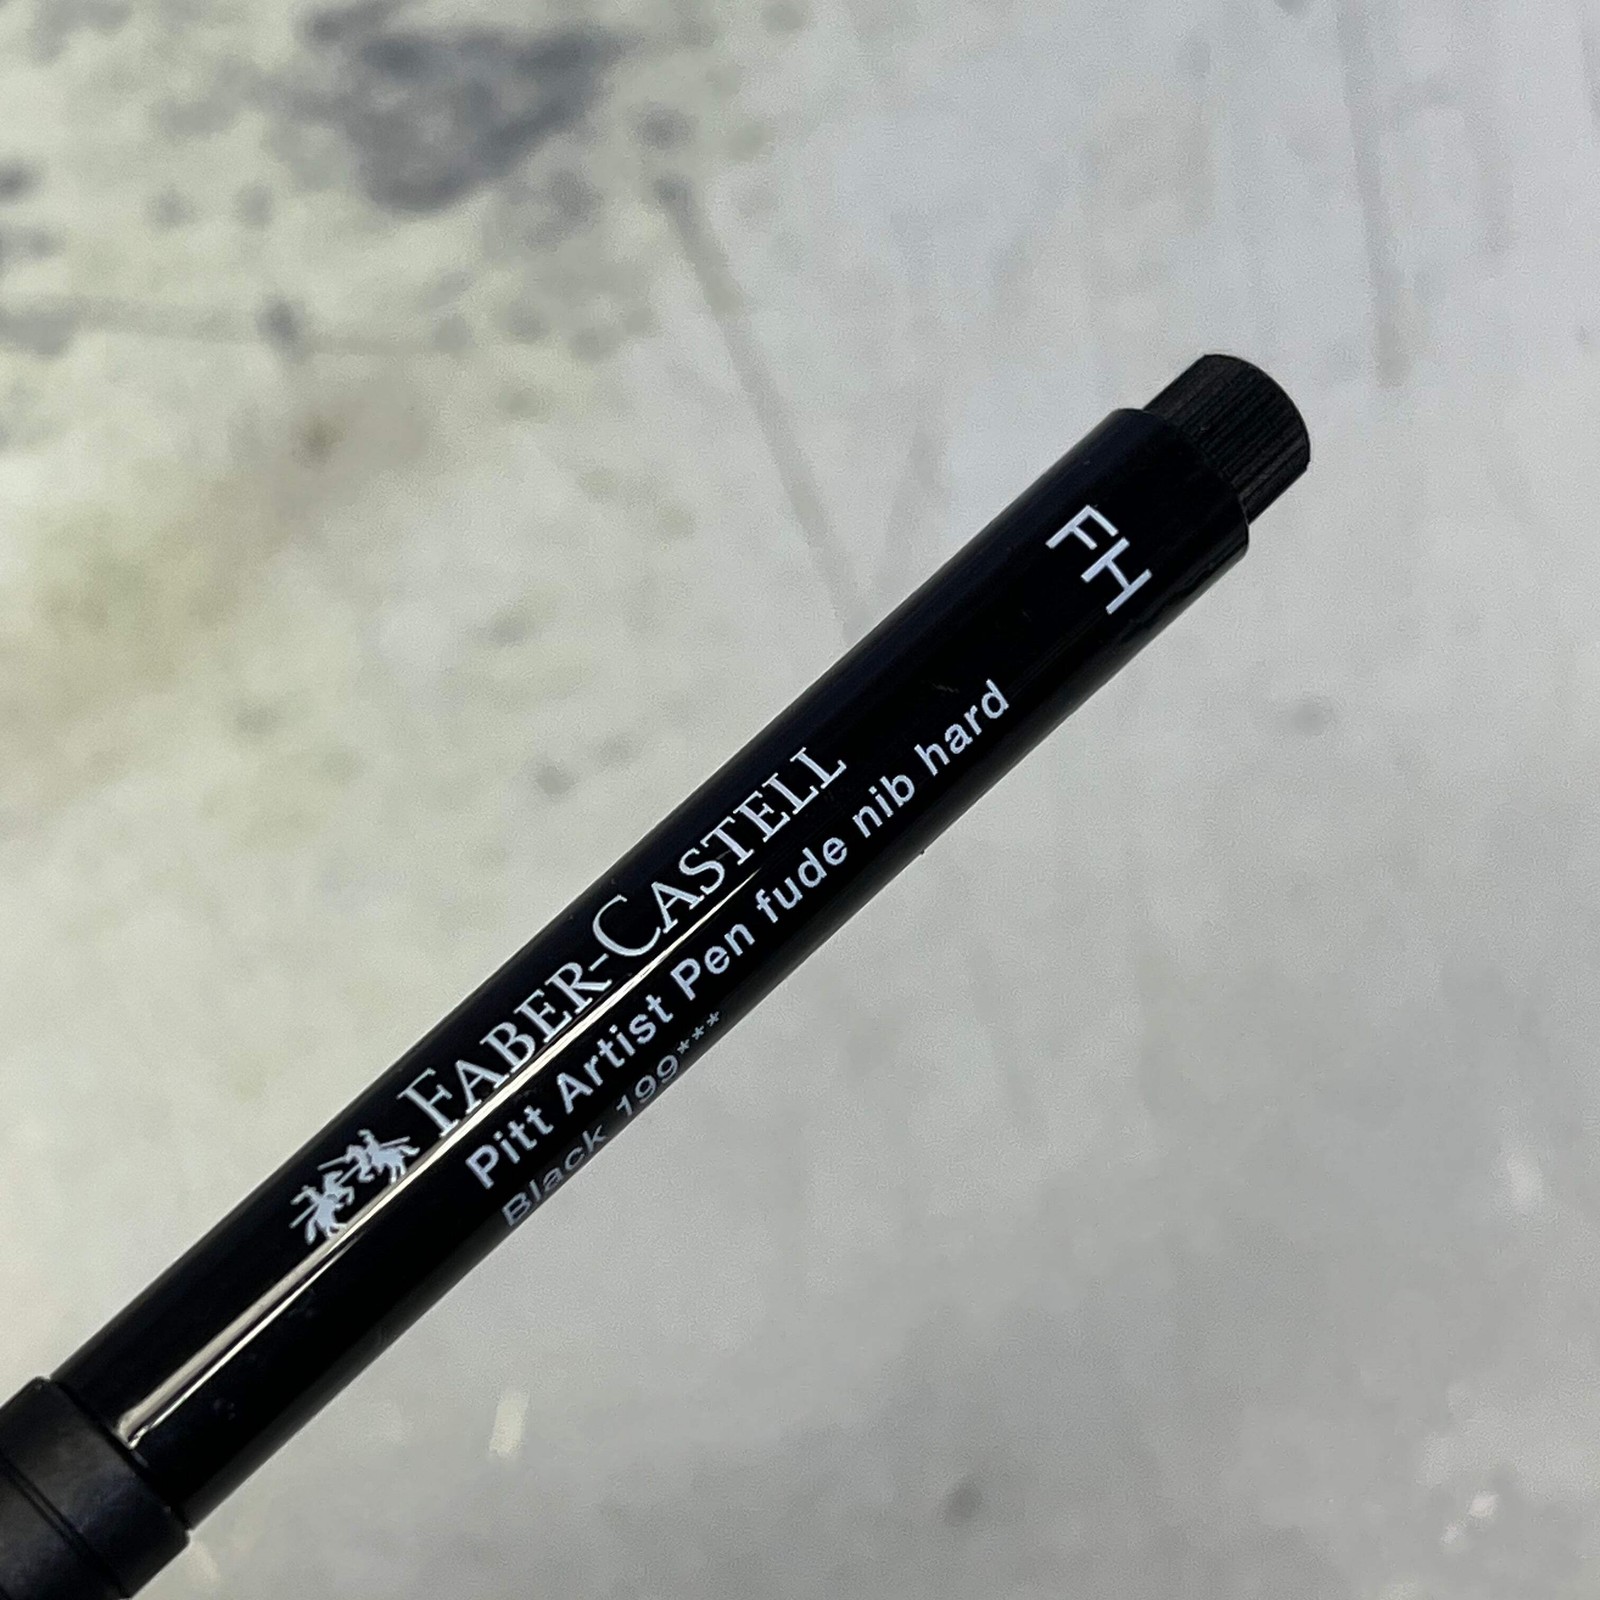 FH
FABER-CASTELL
Pitt Artist Pen fude nib hard
Black 199***